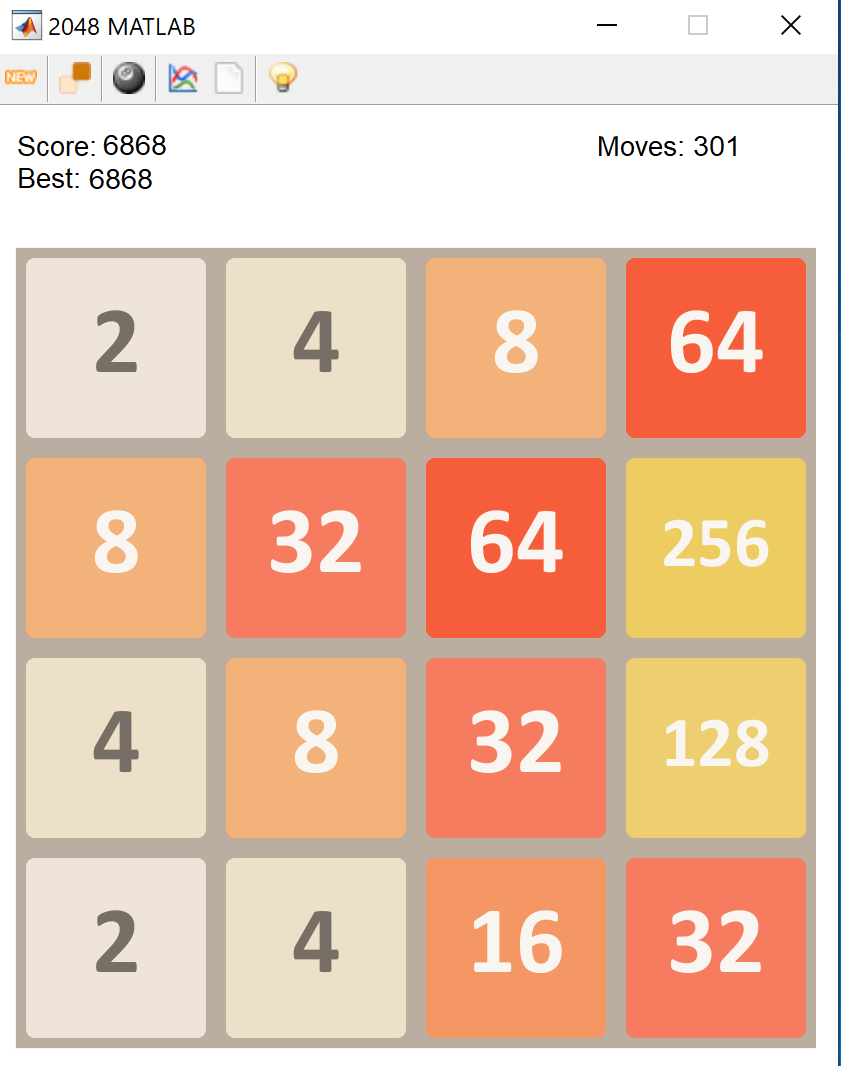 2048 MATLAB
NEW
Score: 6868
Moves: 301
Best: 6868
2 4 8 64
8 32 64 256
4 8 32 128
2 4 16 32